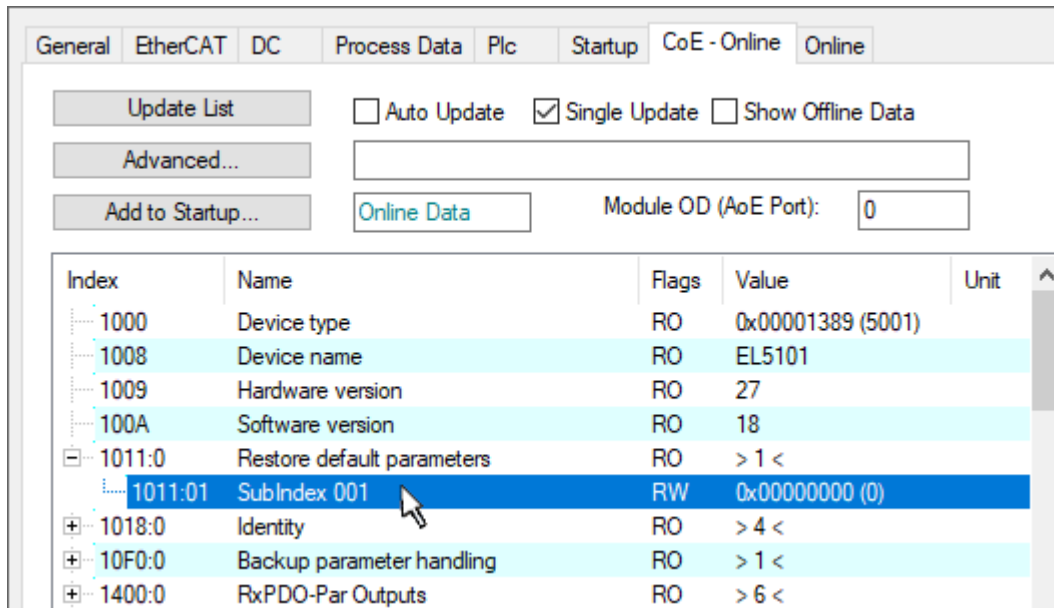 General EtherCAT DC Process Data Plc Startup CoE - Online Online
Update List Auto Update Single Update Show Offline Data
Advanced...
Add to Startup... Online Data Module OD (AoE Port): 0
Index Name Flags Value Unit
1000 Device type RO 0x00001389 (5001)
1008 Device name RO EL5101
1009 Hardware version RO 27
100A Software version RO 18
1011:0 Restore default parameters RO > 1 <
1011:01 SubIndex 001 RW 0x00000000 (0)
1018:0 Identity RO > 4 <
10F0:0 Backup parameter handling RO > 1 <
1400:0 RxPDO-Par Outputs RO > 6 <